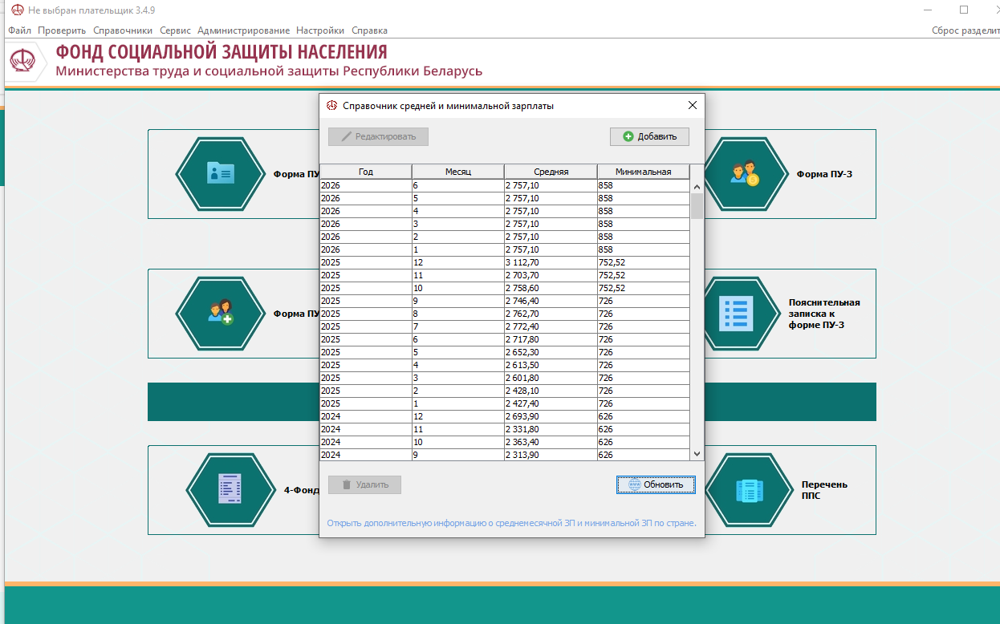 Не выбран плательщик 3.4.9
Файл Проверить Справочники Сервис Администрирование Настройки Справка Сброс разделит
ФОНД СОЦИАЛЬНОЙ ЗАЩИТЫ НАСЕЛЕНИЯ
Министерства труда и социальной защиты Республики Беларусь
Справочник средней и минимальной зарплаты
Редактировать Добавить
Форма ПУ
Форма ПУ-3
Год Месяц Средняя Минимальная
2026 6 2 757,10 858
2026 5 2 757,10 858
2026 4 2 757,10 858
2026 3 2 757,10 858
2026 2 2 757,10 858
2026 1 2 757,10 858
2025 12 3 112,70 752,52
2025 11 2 703,70 752,52
2025 10 2 758,60 752,52
2025 9 2 746,40 726
2025 8 2 762,70 726
2025 7 2 772,40 726
2025 6 2 717,80 726
2025 5 2 652,30 726
2025 4 2 613,50 726
2025 3 2 601,80 726
2025 2 2 428,10 726
2025 1 2 427,40 726
2024 12 2 693,90 626
2024 11 2 331,80 626
2024 10 2 363,40 626
2024 9 2 313,90 626
Форма ПУ
Пояснительная
записка к
форме ПУ-3
Удалить Обновить
4-Фонд
Перечень
ППС
Открыть дополнительную информацию о среднемесячной ЗП и минимальной ЗП по стране.